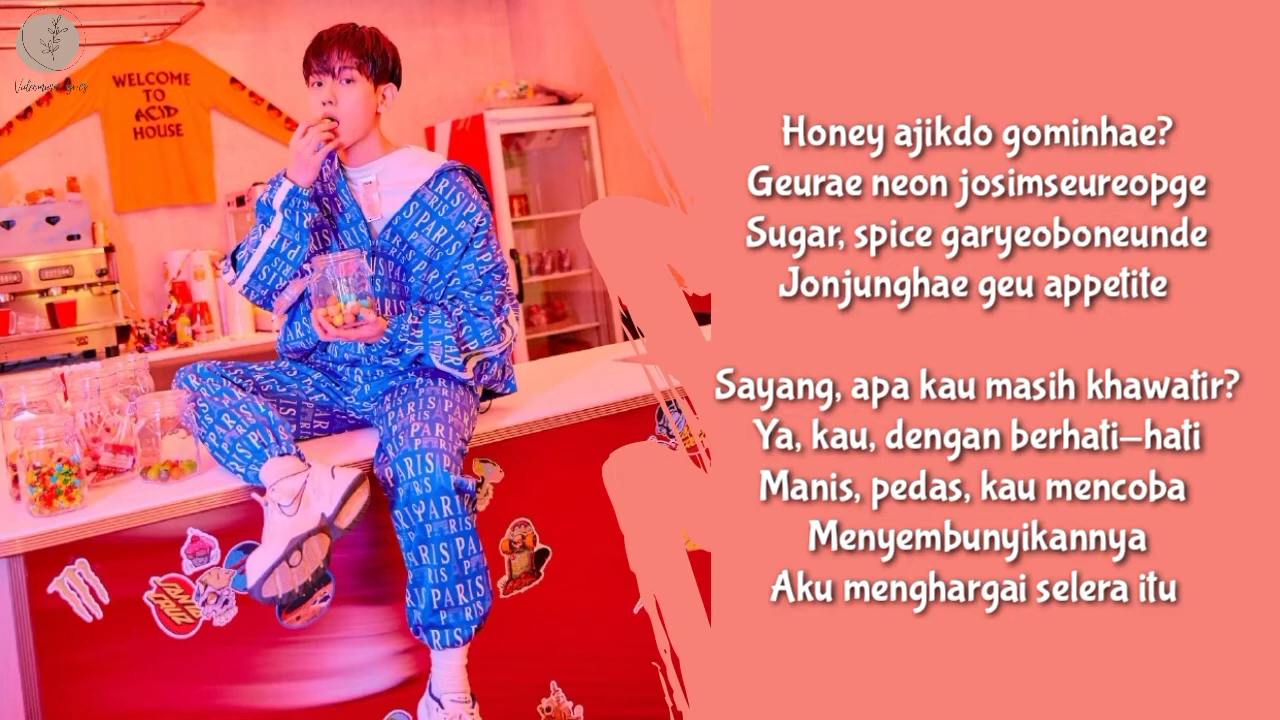 WELCOME
TO
ACID
HOUSE
PARIS
Honey ajikdo gominhae?
Geurae neon josimseureopge
Sugar, spice garyeoboneunde
Jonjunghae geu appetite
Sayang, apa kau masih khawatir?
Ya, kau, dengan berhati-hati
Manis, pedas, kau mencoba
Menyembunyikannya
Aku menghargai selera itu